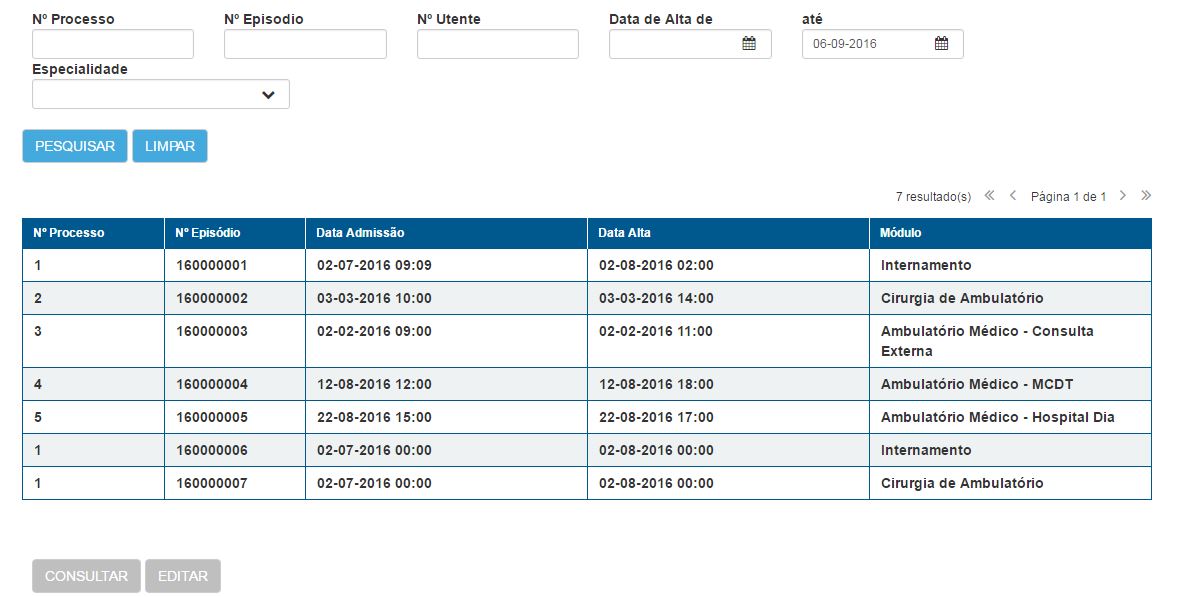 Nº Processo Nº Episodio Nº Utente Data de Alta de até
06-09-2016
Especialidade
PESQUISAR LIMPAR
7 resultado(s) Página 1 de 1
Nº Processo Nº Episódio Data Admissão Data Alta Módulo
1 160000001 02-07-2016 09:09 02-08-2016 02:00 Internamento
2 160000002 03-03-2016 10:00 03-03-2016 14:00 Cirurgia de Ambulatório
3 160000003 02-02-2016 09:00 02-02-2016 11:00 Ambulatório Médico - Consulta
Externa
4 160000004 12-08-2016 12:00 12-08-2016 18:00 Ambulatório Médico - MCDT
5 160000005 22-08-2016 15:00 22-08-2016 17:00 Ambulatório Médico - Hospital Dia
1 160000006 02-07-2016 00:00 02-08-2016 00:00 Internamento
1 160000007 02-07-2016 00:00 02-08-2016 00:00 Cirurgia de Ambulatório
CONSULTAR EDITAR